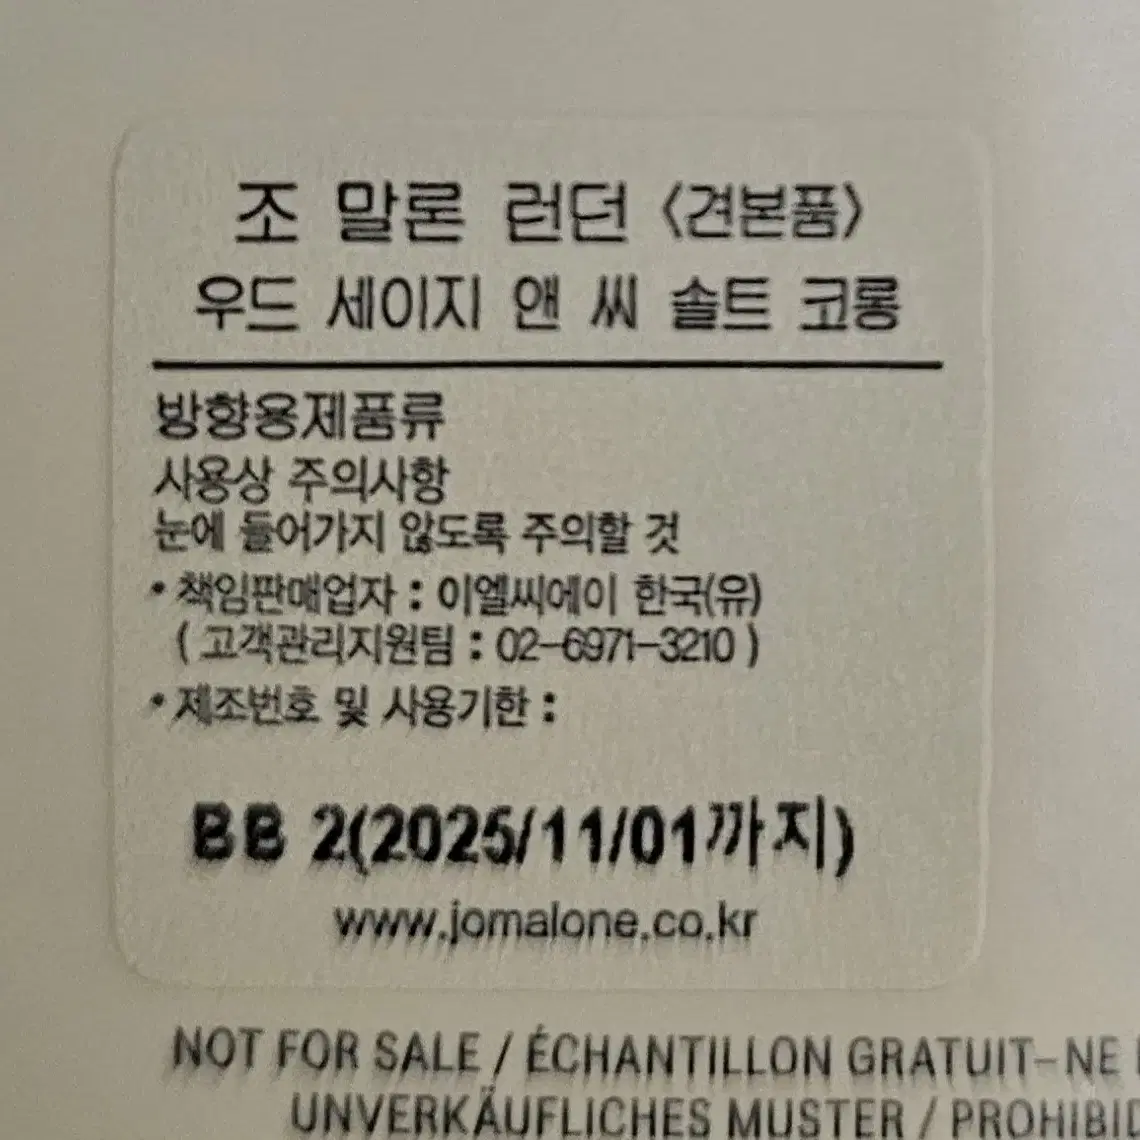 조 말론 런던 <견본품>
우드 세이지 앤 씨 솔트 코롱
방향용제품류
사용상 주의사항
눈에 들어가지 않도록 주의할 것
• 책임판매업자 : 이엘씨에이 한국(유)
( 고객관리지원팀 : 02-6971-3210 )
• 제조번호 및 사용기한 :
BB 2(2025/11/01까지)
www.jomalone.co.kr
NOT FOR SALE / ÉCHANTILLON GRATUIT-NE
UNVERKÄUFLICHES MUSTER / PROHIBID